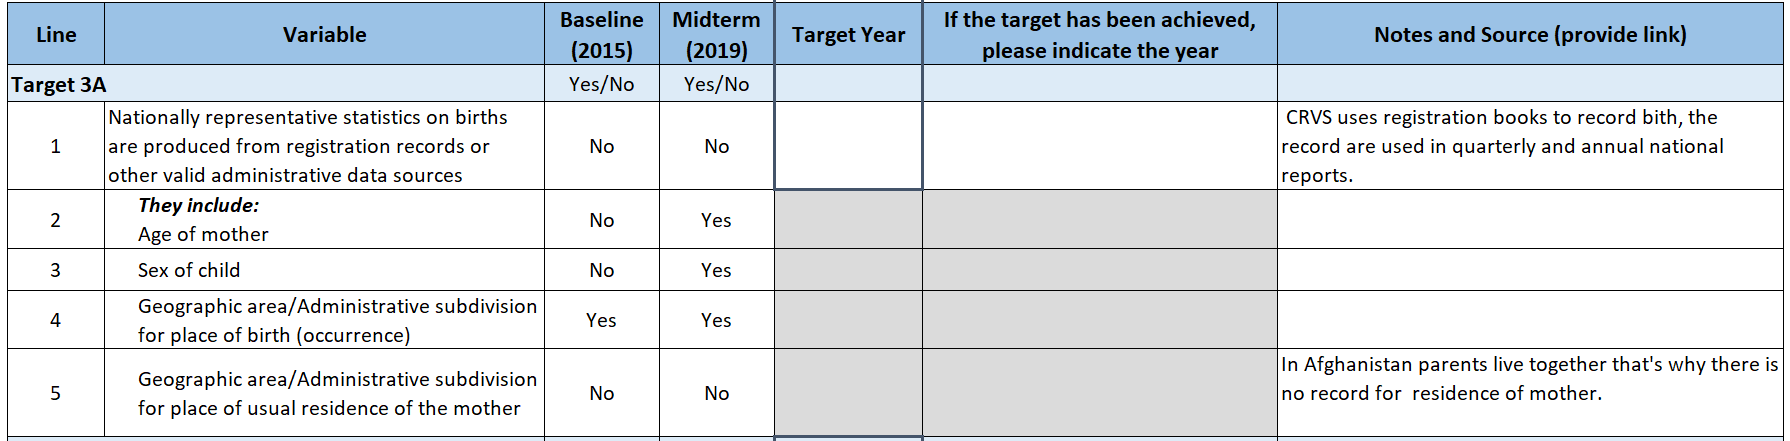 Line
Variable
Baseline
(2015)
Midterm
(2019)
Target Year
If the target has been achieved,
please indicate the year
Notes and Source (provide link)
Target 3A
Yes/No
Yes/No
1
Nationally representative statistics on births
are produced from registration records or
other valid administrative data sources
No
No
CRVS uses registration books to record bith, the
record are used in quarterly and annual national
reports.
2
They include:
Age of mother
No
Yes
3
Sex of child
No
Yes
4
Geographic area/Administrative subdivision
for place of birth (occurrence)
Yes
Yes
5
Geographic area/Administrative subdivision
for place of usual residence of the mother
No
No
In Afghanistan parents live together that's why there is
no record for  residence of mother.